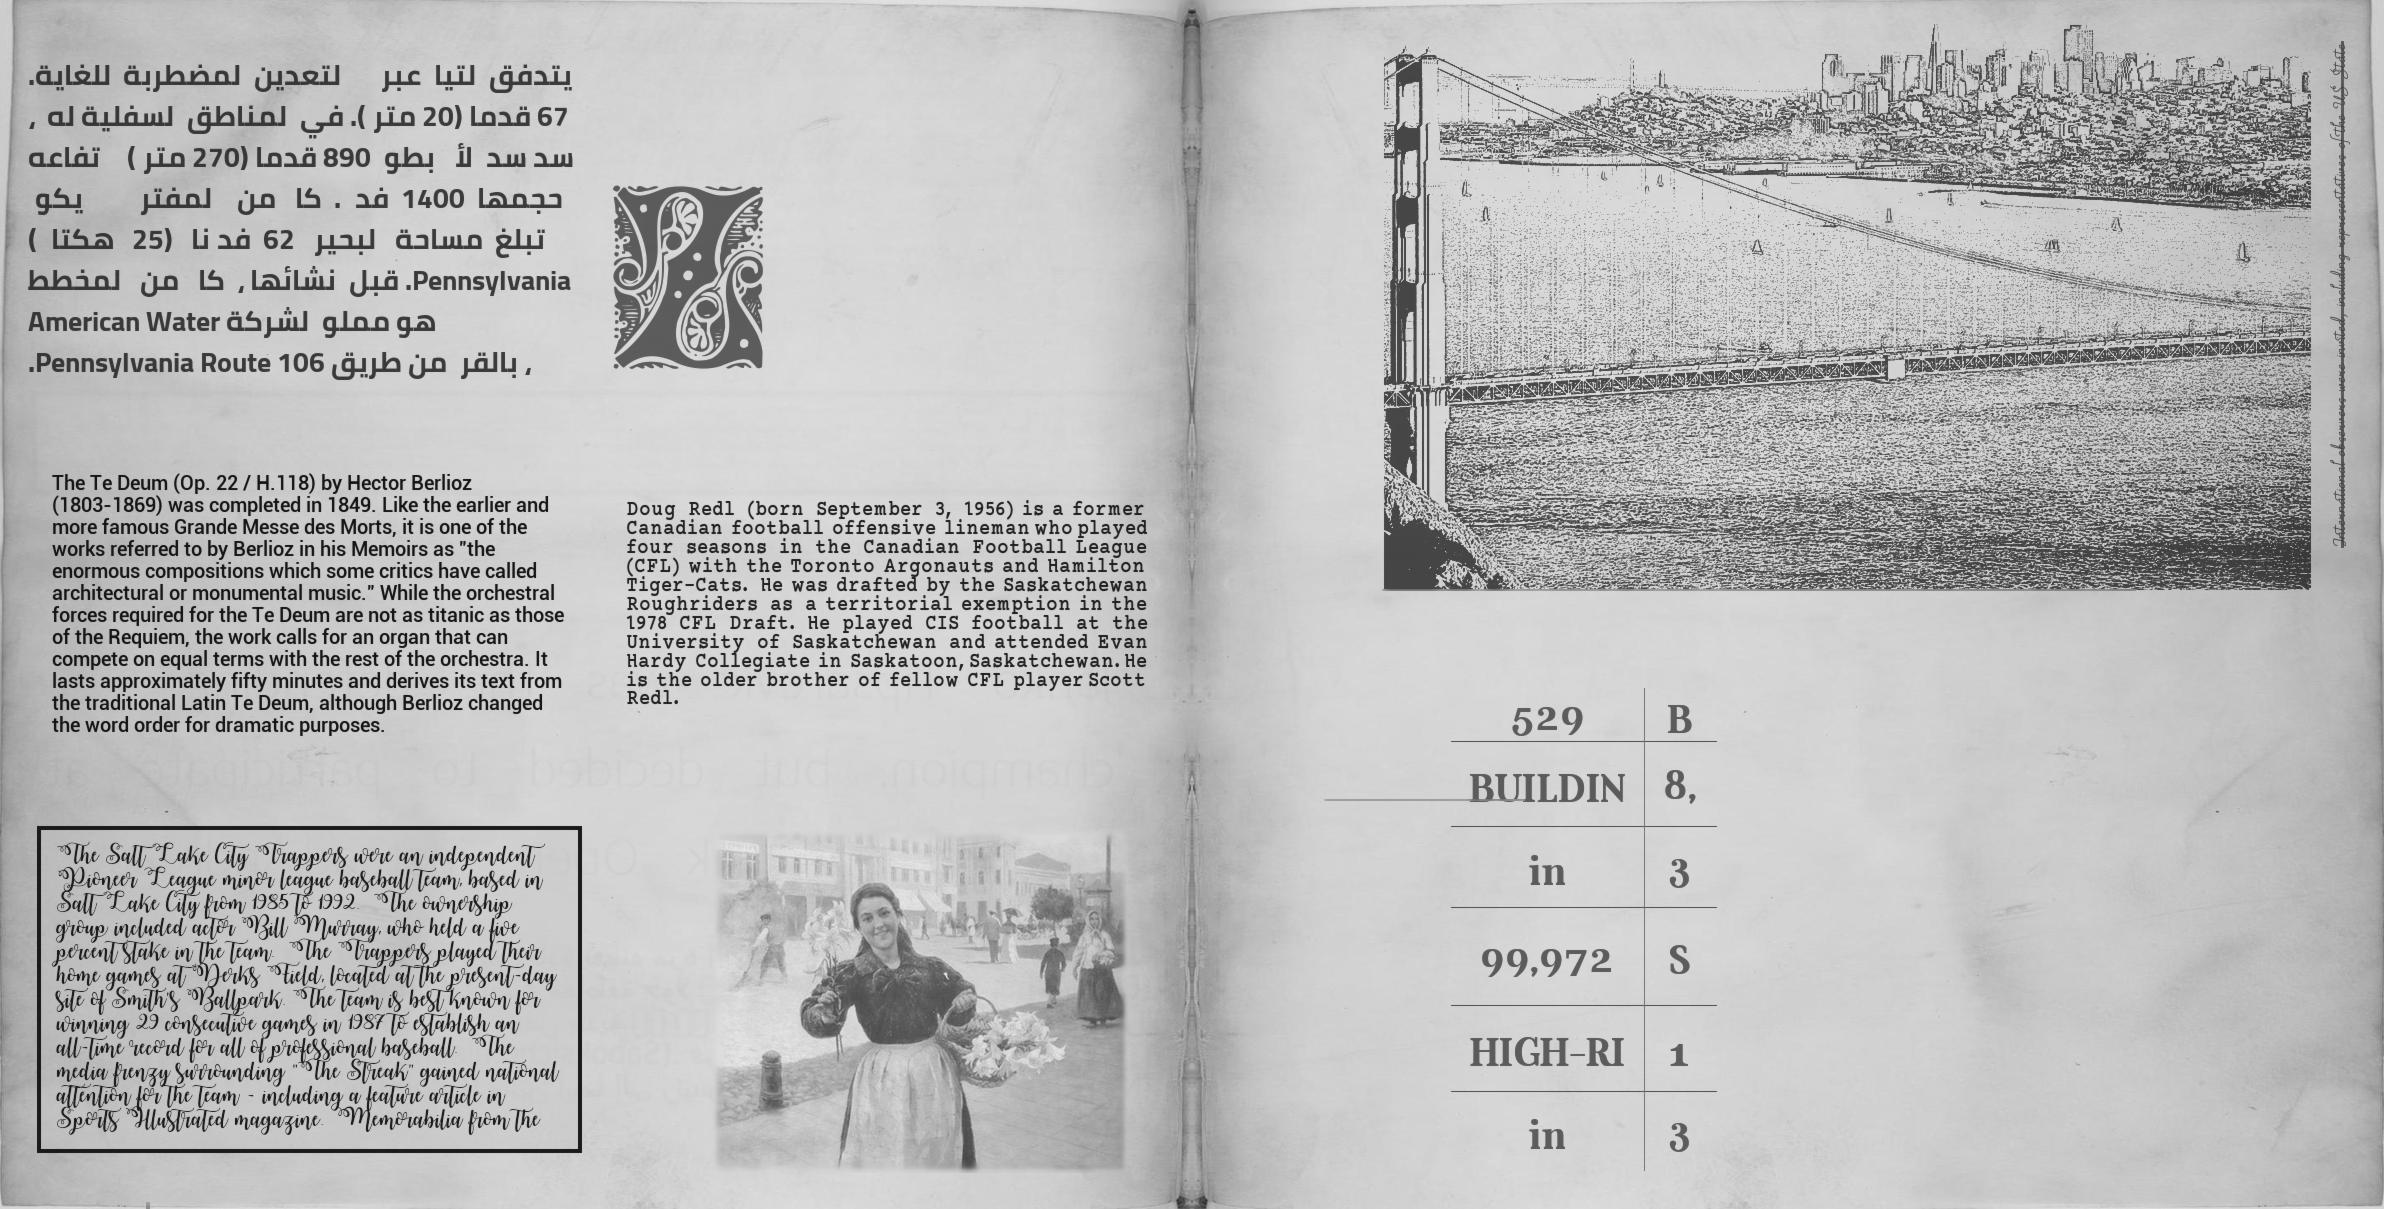 يتدفق لتيا عبر لتعدين لمضطربة للغاية.
67 قدما (20 متر ). في لمناطق لسفلية له ,
سد سد لأ بطو 890 قدما (270 متر ) تفاعه
حجمها 1400 فد . كا من لمفتر يكو
تبلغ مساحة لبحير 62 فد نا (25 هكتا )
Pennsylvania. قبل نشائها, كا من لمخطط
هو مملو لشركة American Water
, بالقر من طريق Pennsylvania Route 106.
The Te Deum (Op. 22 / H.118) by Hector Berlioz
(1803-1869) was completed in 1849. Like the earlier and
more famous Grande Messe des Morts, it is one of the
works referred to by Berlioz in his Memoirs as "the
enormous compositions which some critics have called
architectural or monumental music." While the orchestral
forces required for the Te Deum are not as titanic as those
of the Requiem, the work calls for an organ that can
compete on equal terms with the rest of the orchestra. It
lasts approximately fifty minutes and derives its text from
the traditional Latin Te Deum, although Berlioz changed
the word order for dramatic purposes.
The Salt Lake City Trappers were an independent
Pioneer League minor league baseball team, based in
Salt Lake City from 1985 to 1992. The ownership
group included actor Bill Murray, who held a five
percent stake in the team. The Trappers played their
home games at Derks Field, located at the present-day
site of Smith's Ballpark. The team is best known for
winning 29 consecutive games in 1987 to establish an
all-time record for all of professional baseball. The
media frenzy surrounding "The Streak" gained national
attention for the team - including a feature article in
Sports Illustrated magazine. Memorabilia from the
Doug Redl (born September 3, 1956) is a former
Canadian football offensive lineman who played
four seasons in the Canadian Football League
(CFL) with the Toronto Argonauts and Hamilton
Tiger-Cats. He was drafted by the Saskatchewan
Roughriders as a territorial exemption in the
1978 CFL Draft. He played CIS football at the
University of Saskatchewan and attended Evan
Hardy Collegiate in Saskatoon, Saskatchewan. He
is the older brother of fellow CFL player Scott
Redl.
International observers were invited, including representatives of the US State
529 B
BUILDIN 8,
in 3
99,972 S
HIGH-RI 1
in 3